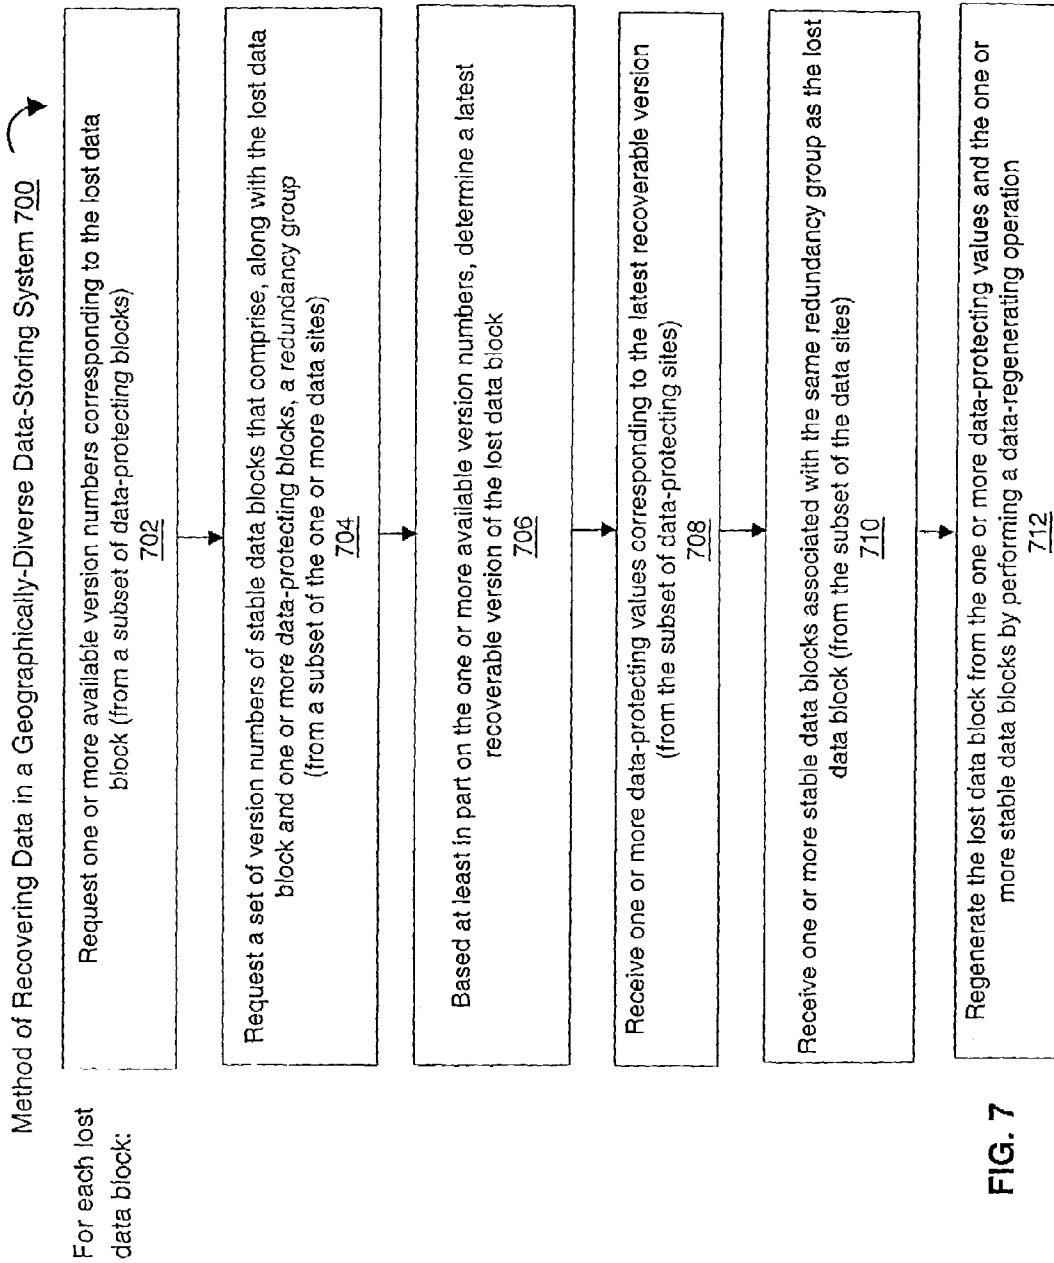 Method of Recovering Data in a Geographically-Diverse Data-Storing System 700
For each lost
data block:
Request one or more available version numbers corresponding to the lost data
block (from a subset of data-protecting blocks)
702
Request a set of version numbers of stable data blocks that comprise, along with the lost data
block and one or more data-protecting blocks, a redundancy group
(from a subset of the one or more data sites)
704
Based at least in part on the one or more available version numbers, determine a latest
recoverable version of the lost data block
706
Receive one or more data-protecting values corresponding to the latest recoverable version
(from the subset of data-protecting sites)
708
Receive one or more stable data blocks associated with the same redundancy group as the lost
data block (from the subset of the data sites)
710
Regenerate the lost data block from the one or more data-protecting values and the one or
more stable data blocks by performing a data-regenerating operation
712
FIG. 7